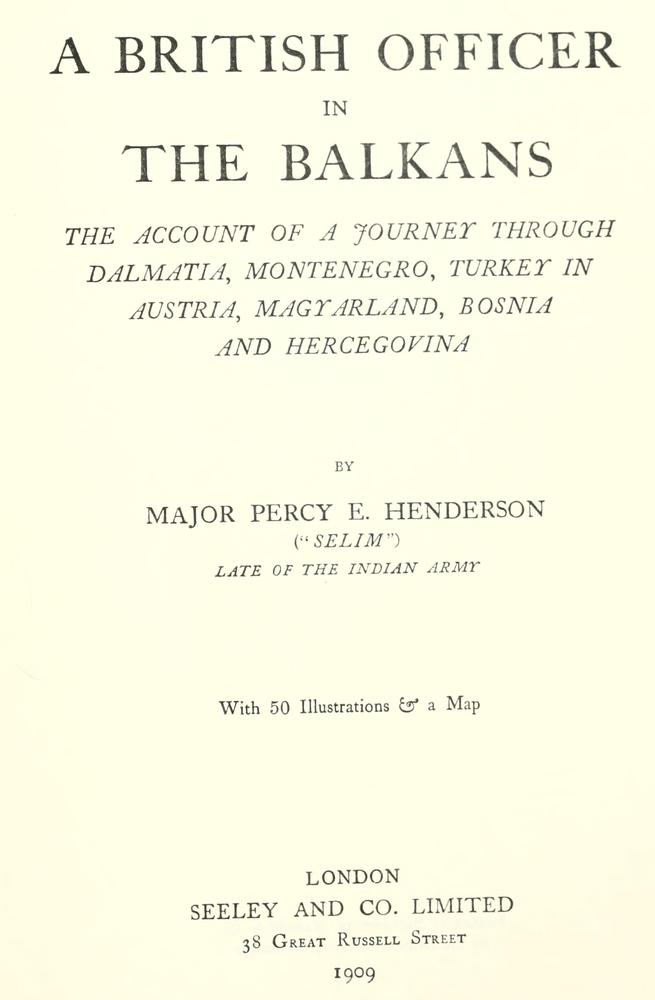 A BRITISH OFFICER
IN
THE BALKANS
THE ACCOUNT OF A JOURNEY THROUGH
DALMATIA, MONTENEGRO, TURKEY IN
AUSTRIA, MAGYARLAND, BOSNIA
AND HERCEGOVINA
BY
MAJOR PERCY E. HENDERSON
("SELIM")
LATE OF THE INDIAN ARMY
With 50 Illustrations & a Map
LONDON
SEELEY AND CO. LIMITED
38 GREAT RUSSELL STREET
1909